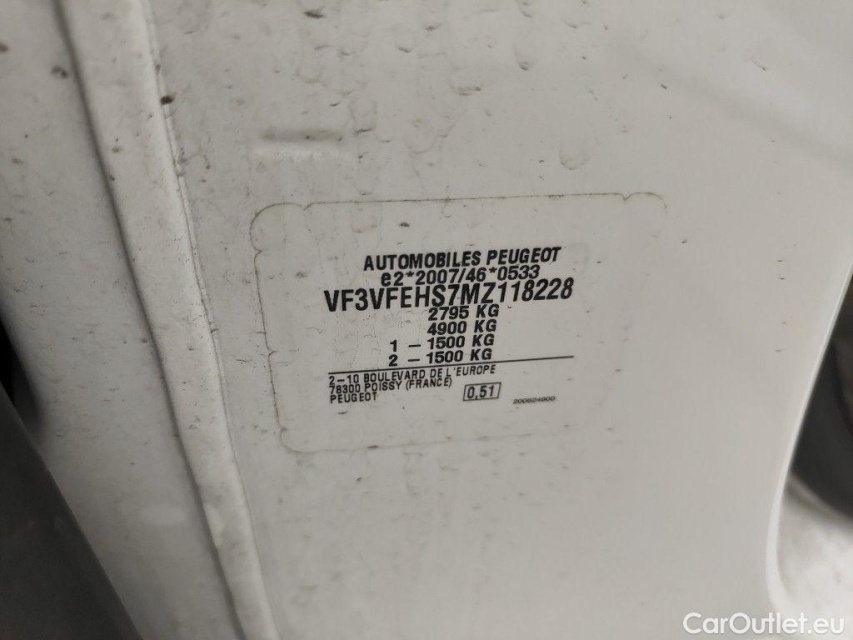 AUTOMOBILES PEUGEOT
e2*2007/46*0533
VF3VFEHS7MZ118228
2795 KG
4900 KG
1 - 1500 KG
2 - 1500 KG
2-10 BOULEVARD DE L'EUROPE
78300 POISSY (FRANCE)
PEUGEOT
0.51
CarOutlet.eu